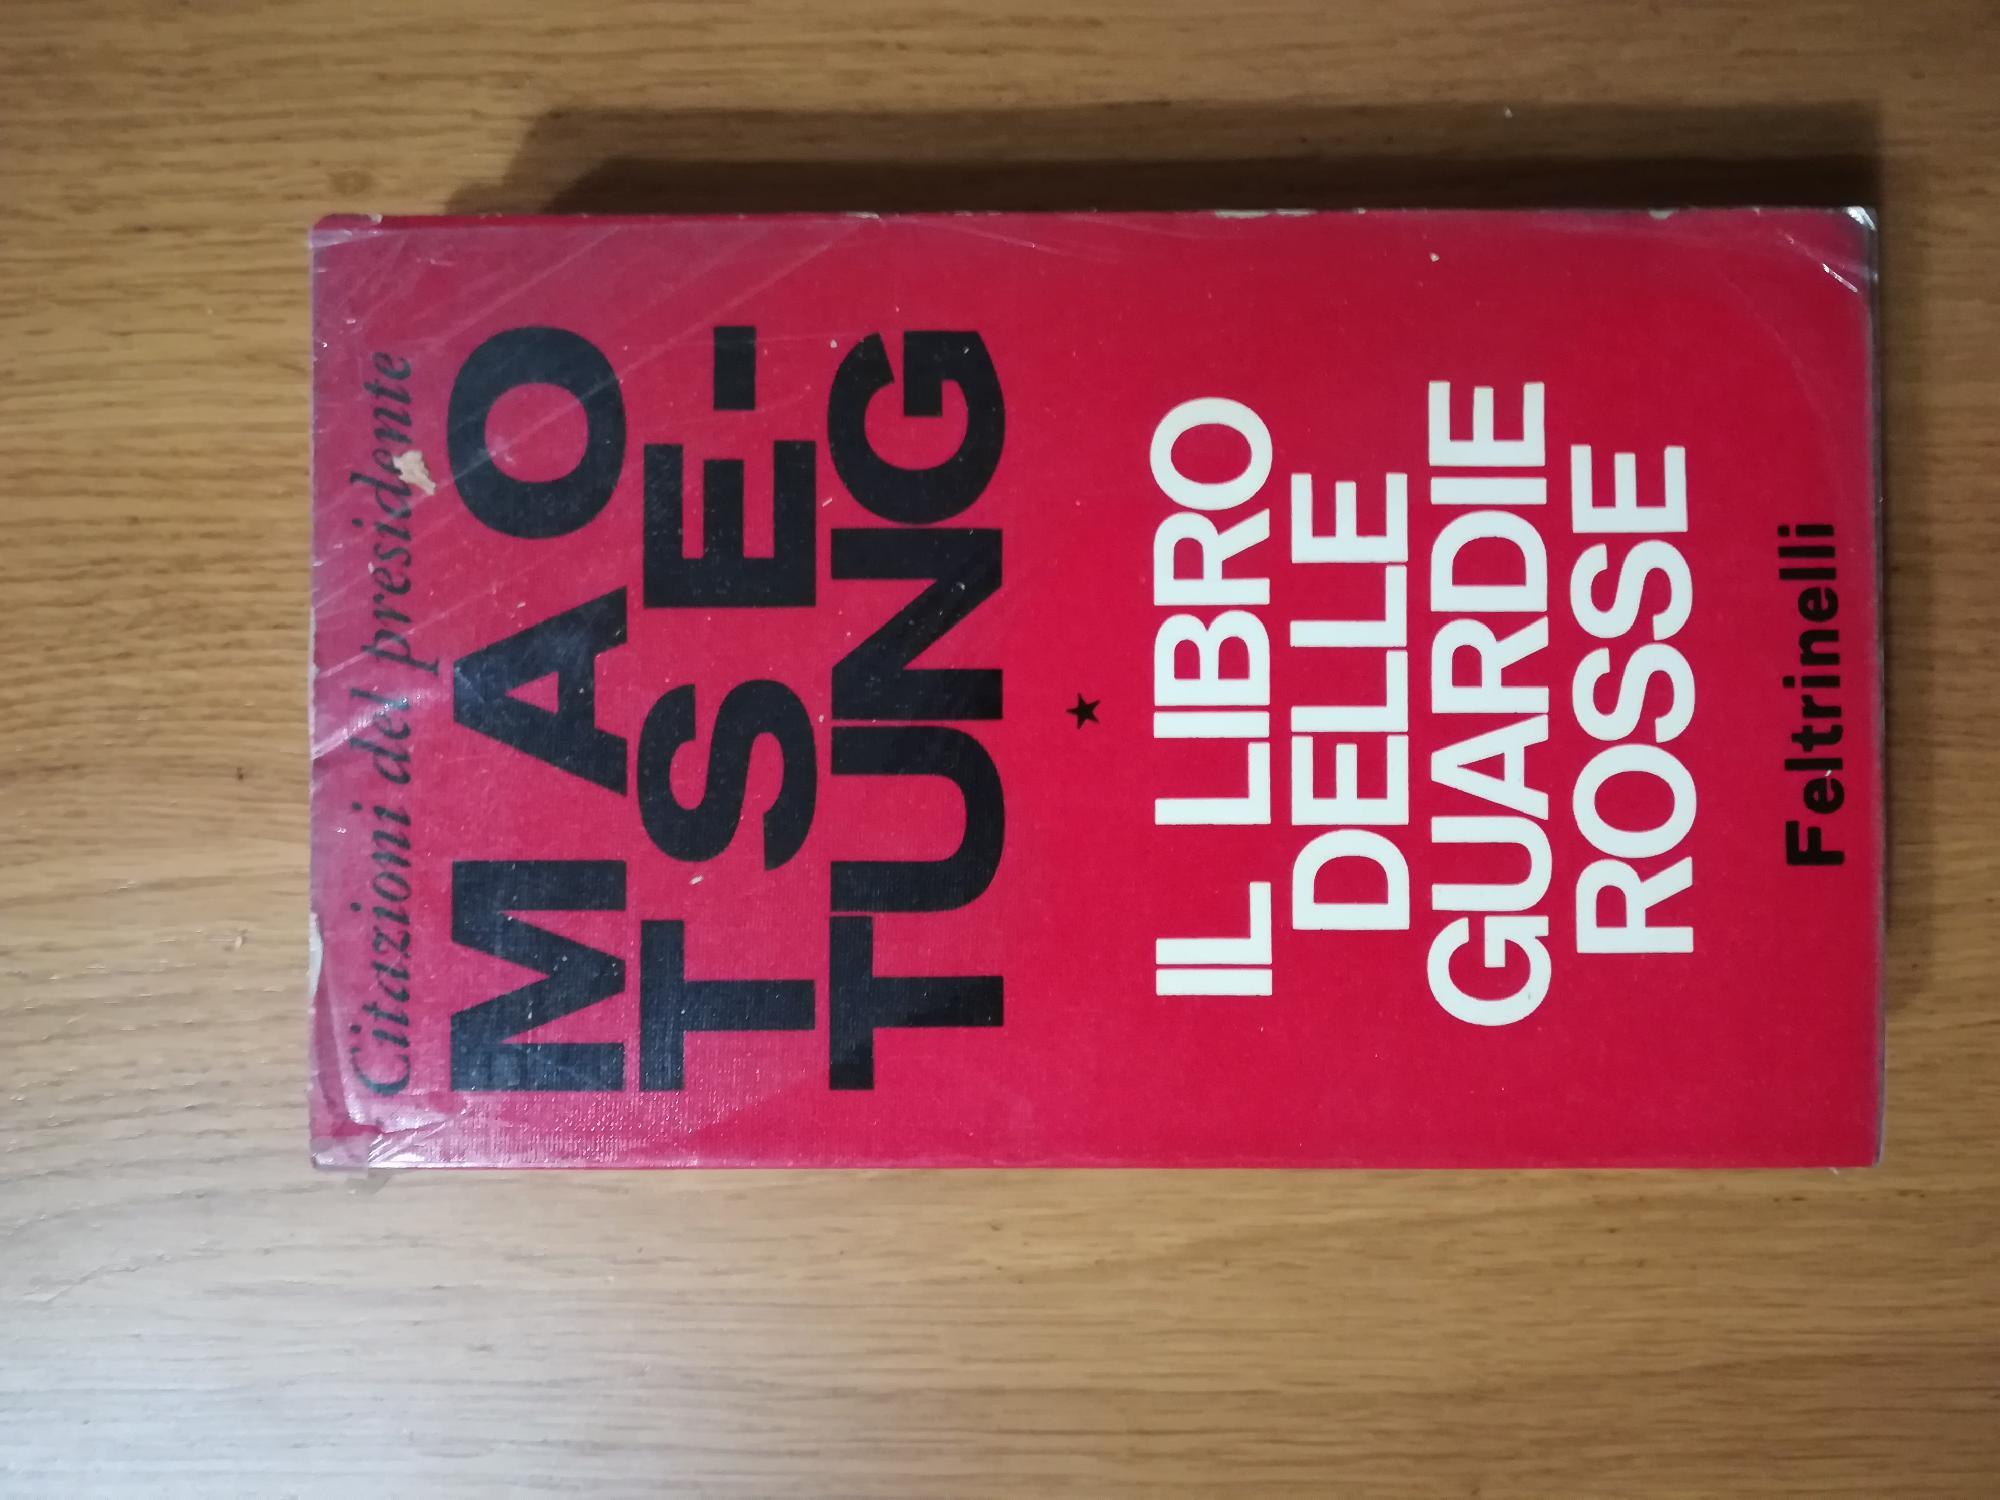 Citazioni del presidente
MAO
TSE-
TUNG
★
IL LIBRO
DELLE
GUARDIE
ROSSE
Feltrinelli